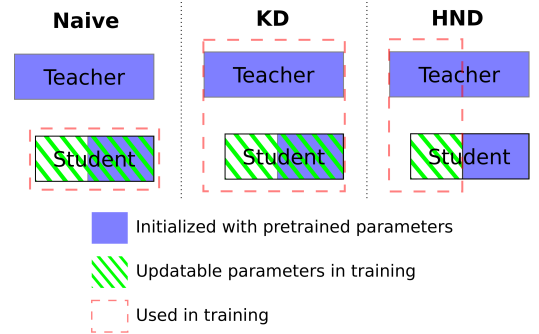 Naive
KD
HND
Teacher
Teacher
Teacher
Student
Student
Student
Initialized with pretrained parameters
Updatable parameters in training
Used in training